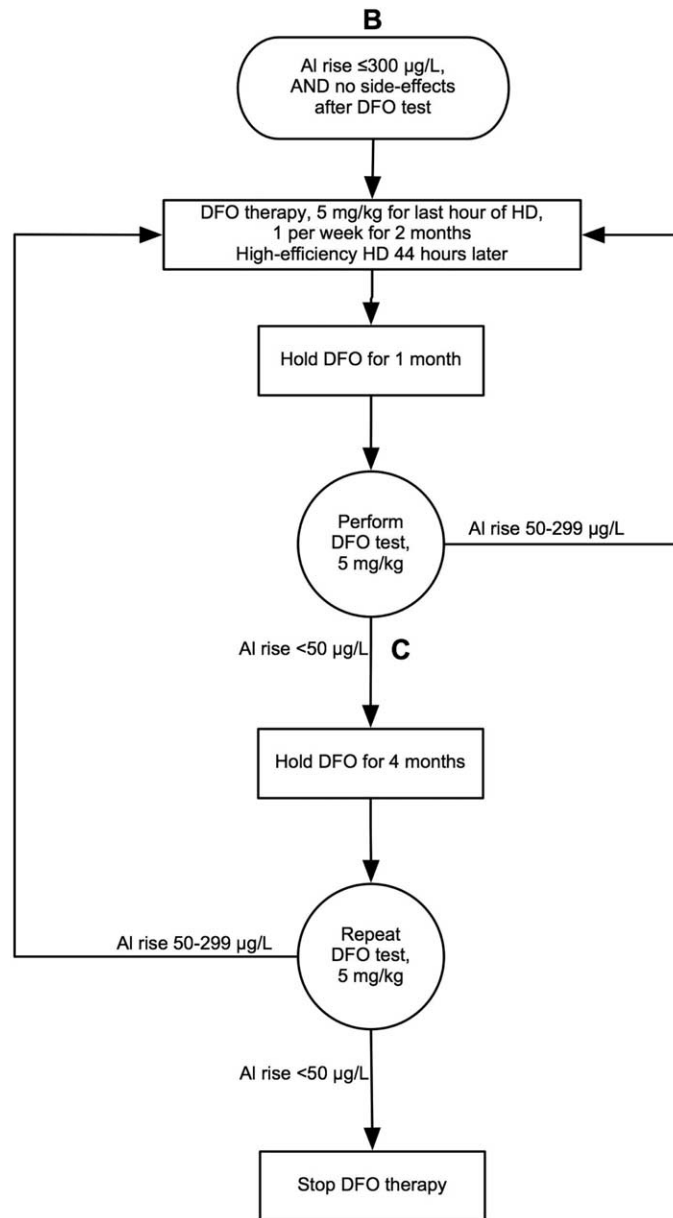 B
Al rise ≤300 µg/L,
AND no side-effects
after DFO test
DFO therapy, 5 mg/kg for last hour of HD,
1 per week for 2 months
High-efficiency HD 44 hours later
Hold DFO for 1 month
Perform
DFO test,
5 mg/kg
Al rise 50-299 µg/L
Al rise <50 µg/L
C
Hold DFO for 4 months
Repeat
DFO test,
5 mg/kg
Al rise 50-299 µg/L
Al rise <50 µg/L
Stop DFO therapy